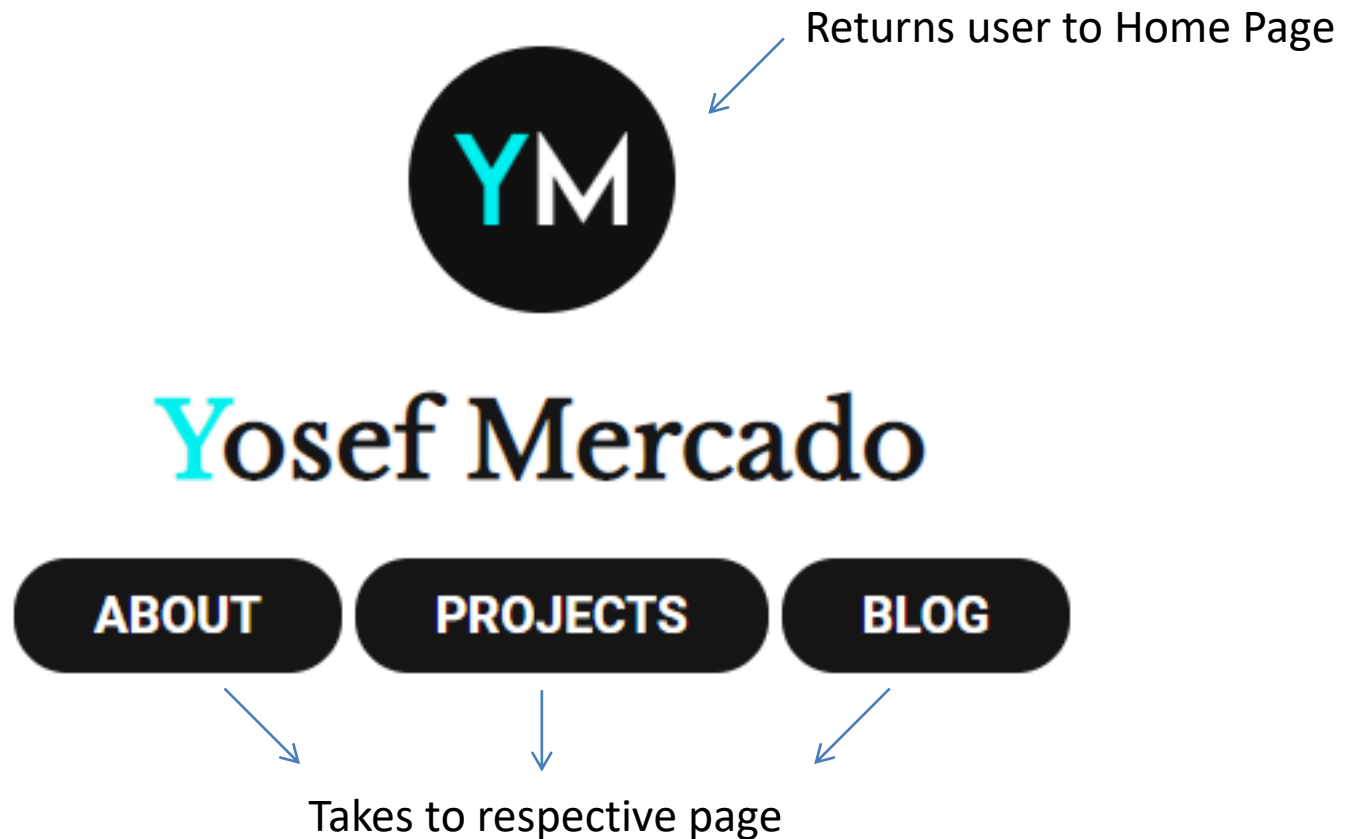 Returns user to Home Page
YM
Yosef Mercado
ABOUT PROJECTS BLOG
Takes to respective page